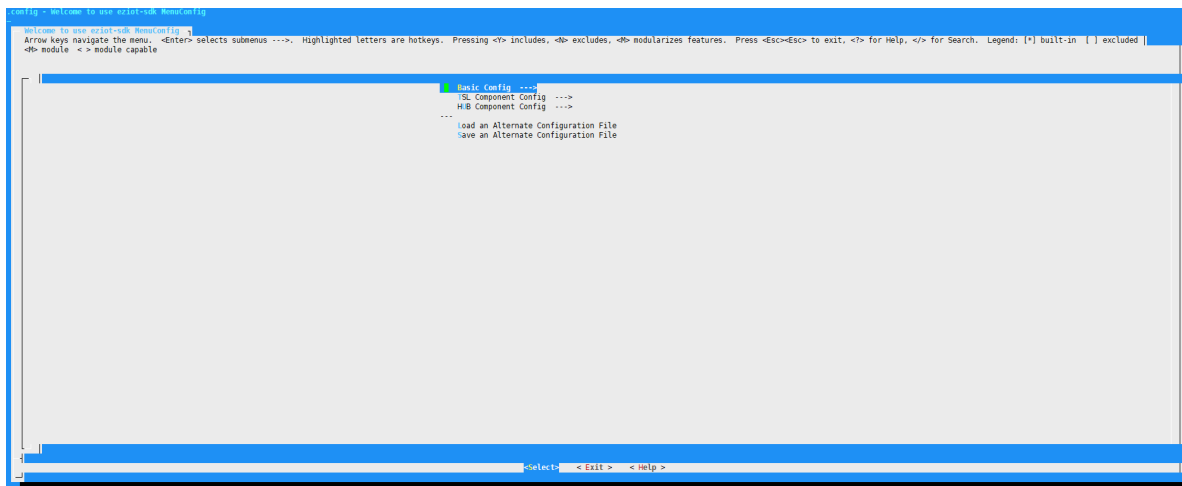 .config - Welcome to use eziot-sdk MenuConfig
Welcome to use eziot-sdk MenuConfig
Arrow keys navigate the menu. <Enter> selects submenus --->. Highlighted letters are hotkeys. Pressing <Y> includes, <N> excludes, <M> modularizes features. Press <Esc><Esc> to exit, <?> for Help, </> for Search. Legend: [*] built-in [ ] excluded
<M> module < > module capable
Basic Config --->
TSL Component Config --->
HUB Component Config --->
---
Load an Alternate Configuration File
Save an Alternate Configuration File
<Select> < Exit > < Help >